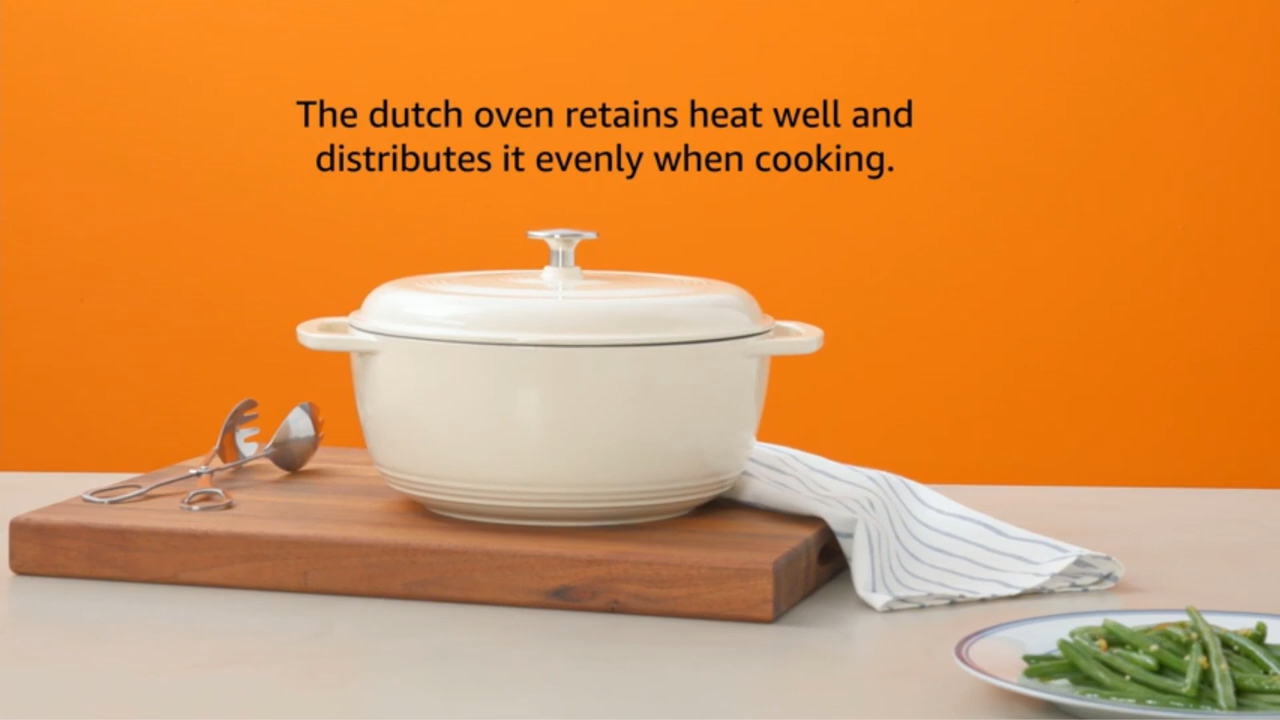 The dutch oven retains heat well and
distributes it evenly when cooking.